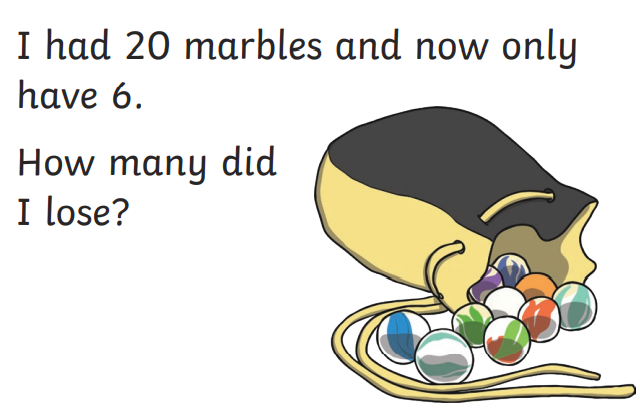 I had 20 marbles and now only
have 6.
How many did
I lose?